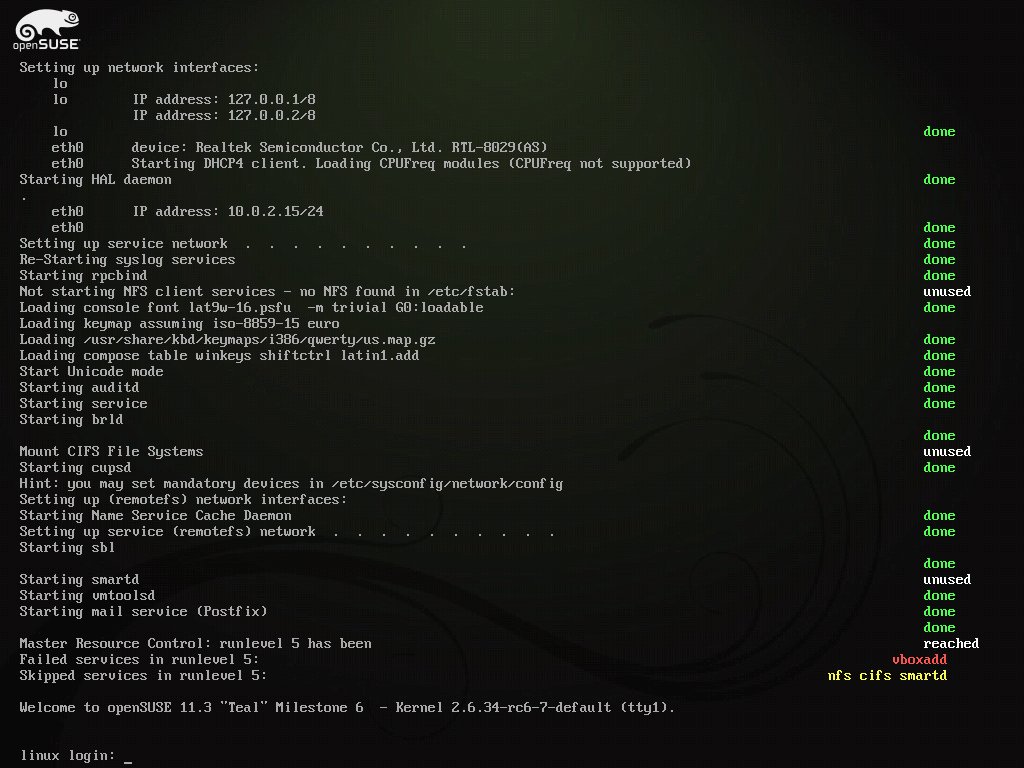 openSUSE
Setting up network interfaces:
lo
lo IP address: 127.0.0.1/8
IP address: 127.0.0.2/8
lo done
eth0 device: Realtek Semiconductor Co., Ltd. RTL-8029(AS)
eth0 Starting DHCP4 client. Loading CPUFreq modules (CPUFreq not supported)
Starting HAL daemon done
.
eth0 IP address: 10.0.2.15/24
eth0 done
Setting up service network . . . . . . . . . . done
Re-Starting syslog services done
Starting rpcbind done
Not starting NFS client services - no NFS found in /etc/fstab: unused
Loading console font lat9w-16.psfu -m trivial G0:loadable done
Loading keymap assuming iso-8859-15 euro
Loading /usr/share/kbd/keymaps/i386/qwerty/us.map.gz done
Loading compose table winkeys shiftctrl latin1.add done
Start Unicode mode done
Starting auditd done
Starting service done
Starting brld
done
Mount CIFS File Systems unused
Starting cupsd done
Hint: you may set mandatory devices in /etc/sysconfig/network/config
Setting up (remotefs) network interfaces:
Starting Name Service Cache Daemon done
Setting up service (remotefs) network . . . . . . . . . . done
Starting sbl
done
Starting smartd unused
Starting vmtoolsd done
Starting mail service (Postfix) done
done
Master Resource Control: runlevel 5 has been reached
Failed services in runlevel 5: vboxadd
Skipped services in runlevel 5: nfs cifs smartd
Welcome to openSUSE 11.3 "Teal" Milestone 6 - Kernel 2.6.34-rc6-7-default (tty1).
linux login: _